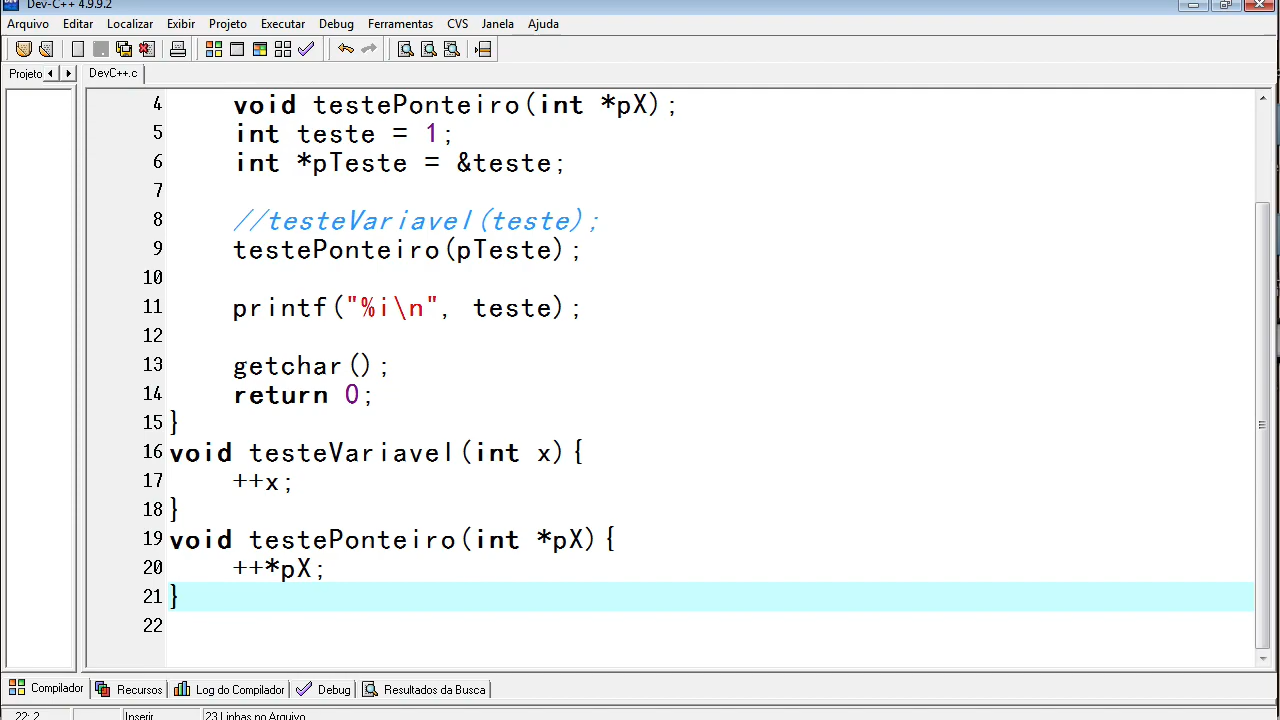 Dev-C++ 4.9.9.2
Arquivo Editar Localizar Exibir Projeto Executar Debug Ferramentas CVS Janela Ajuda
Projeto DevC++.c
4 void testePonteiro(int *pX);
5 int teste = 1;
6 int *pTeste = &teste;
7
8 //testeVariavel(teste);
9 testePonteiro(pTeste);
10
11 printf("%i\n", teste);
12
13 getchar();
14 return 0;
15 }
16 void testeVariavel(int x){
17 ++x;
18 }
19 void testePonteiro(int *pX){
20 ++*pX;
21 }
22
Compilador Recursos Log do Compilador Debug Resultados da Busca
22: 2 Inserir 23 Linhas no Arquivo